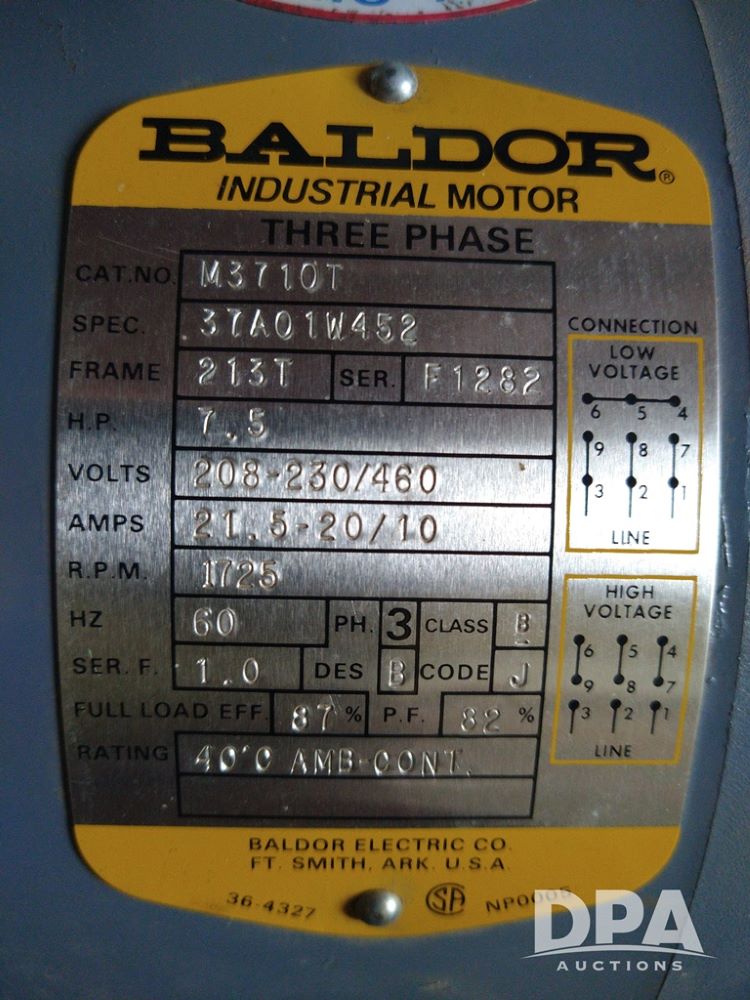 BALDOR®
INDUSTRIAL MOTOR
THREE PHASE
CAT.NO. M3710T
SPEC. 37A01W452
FRAME 213T SER. F1282
H.P. 7.5
VOLTS 208-230/460
AMPS 21.5-20/10
R.P.M. 1725
HZ 60 PH. 3 CLASS B
SER. F. 1.0 DES B CODE J
FULL LOAD EFF. 87 % P.F. 82 %
RATING 40°C AMB-CONT.
CONNECTION
LOW
VOLTAGE
6 5 4
9 8 7
3 2 1
LINE
HIGH
VOLTAGE
6 5 4
9 8 7
3 2 1
LINE
BALDOR ELECTRIC CO.
FT. SMITH, ARK. U.S.A.
36-4327 SA NP0005
DPA
AUCTIONS